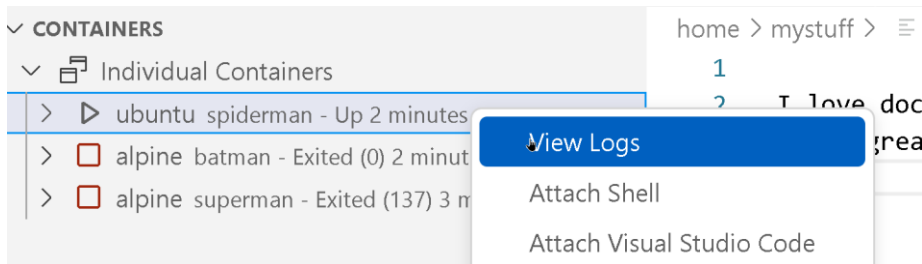 CONTAINERS
Individual Containers
ubuntu spiderman - Up 2 minutes
alpine batman - Exited (0) 2 minut
alpine superman - Exited (137) 3 m
home > mystuff >
1
2 I love doc
grea
View Logs
Attach Shell
Attach Visual Studio Code